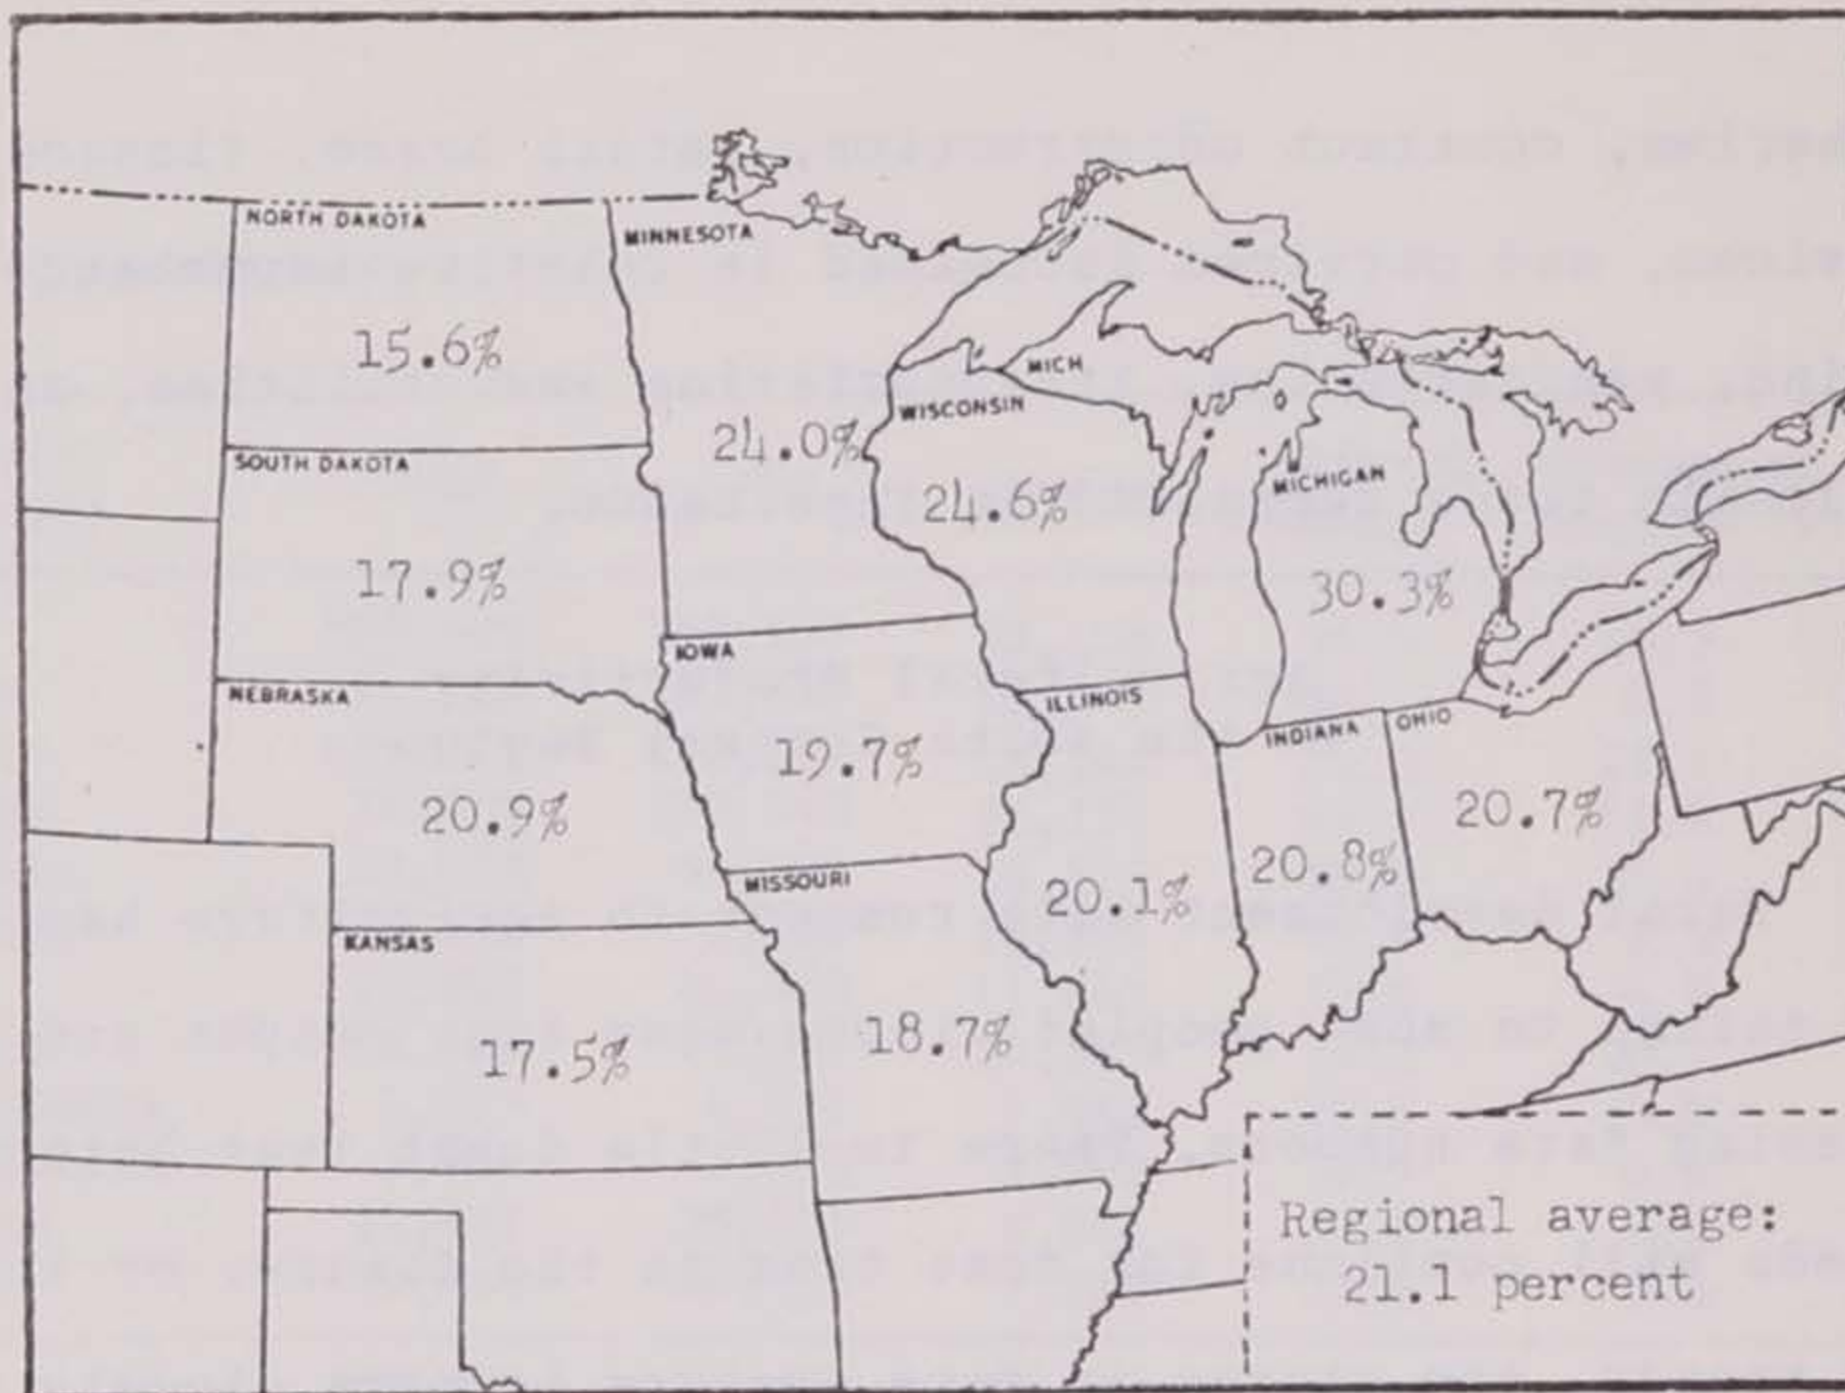 NORTH DAKOTA
15.6%
MINNESOTA
24.0%
MICH
WISCONSIN
24.6%
MICHIGAN
30.3%
SOUTH DAKOTA
17.9%
IOWA
19.7%
NEBRASKA
20.9%
ILLINOIS
20.1%
INDIANA
20.8%
OHIO
20.7%
MISSOURI
18.7%
KANSAS
17.5%
Regional average:
21.1 percent